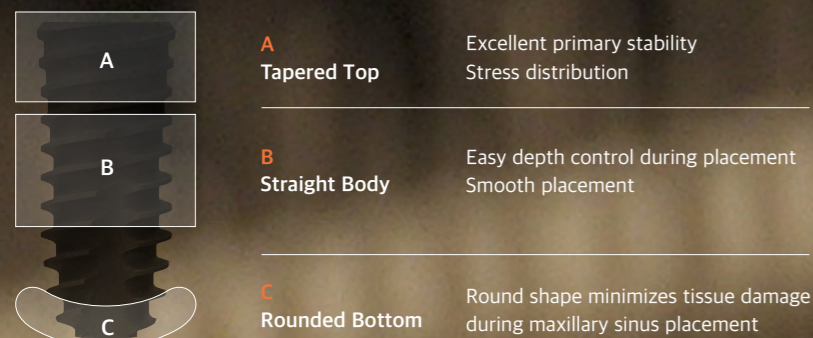 A
B
C
A
Tapered Top
Excellent primary stability
Stress distribution
B
Straight Body
Easy depth control during placement
Smooth placement
C
Rounded Bottom
Round shape minimizes tissue damage
during maxillary sinus placement